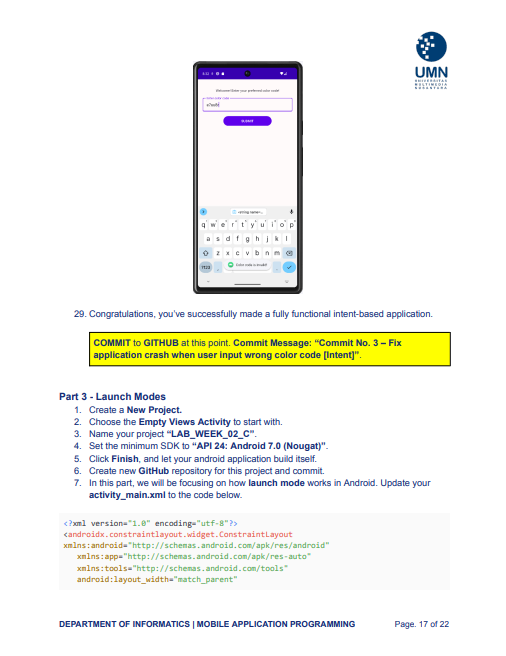 UMN
UNIVERSITAS
MULTIMEDIA
NUSANTARA
Welcome! Enter your preferred color code!
SUBMIT
q w e r t y u i o p
a s d f g h j k l
z x c v b n m
?123
Color code is invalid!
29. Congratulations, you've successfully made a fully functional intent-based application.
COMMIT to GITHUB at this point. Commit Message: “Commit No. 3 – Fix
application crash when user input wrong color code [Intent]”.
Part 3 - Launch Modes
1. Create a New Project.
2. Choose the Empty Views Activity to start with.
3. Name your project “LAB_WEEK_02_C”.
4. Set the minimum SDK to “API 24: Android 7.0 (Nougat)”.
5. Click Finish, and let your android application build itself.
6. Create new GitHub repository for this project and commit.
7. In this part, we will be focusing on how launch mode works in Android. Update your
activity_main.xml to the code below.
<?xml version="1.0" encoding="utf-8"?>
<androidx.constraintlayout.widget.ConstraintLayout
xmlns:android="http://schemas.android.com/apk/res/android"
xmlns:app="http://schemas.android.com/apk/res-auto"
xmlns:tools="http://schemas.android.com/tools"
android:layout_width="match_parent"
DEPARTMENT OF INFORMATICS | MOBILE APPLICATION PROGRAMMING Page. 17 of 22